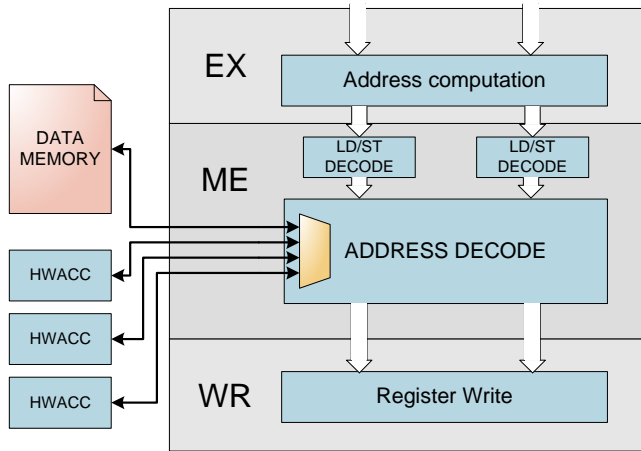 EX
Address computation
DATA
MEMORY
ME
LD/ST
DECODE
LD/ST
DECODE
ADDRESS DECODE
HWACC
HWACC
HWACC
WR
Register Write